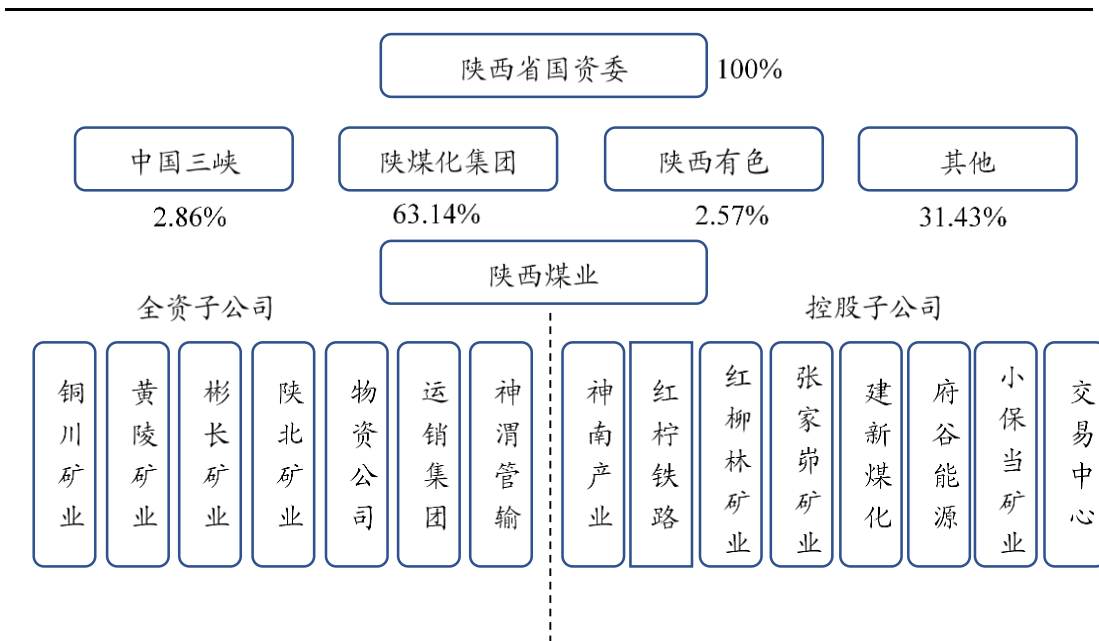 陕西省国资委 100%
中国三峡 陕煤化集团 陕西有色 其他
2.86% 63.14% 2.57% 31.43%
陕西煤业
全资子公司 控股子公司
铜川矿业
黄陵矿业
彬长矿业
陕北矿业
物资公司
运销集团
神渭管输
神南产业
红柠铁路
红柳林矿业
张家峁矿业
建新煤化
府谷能源
小保当矿业
交易中心